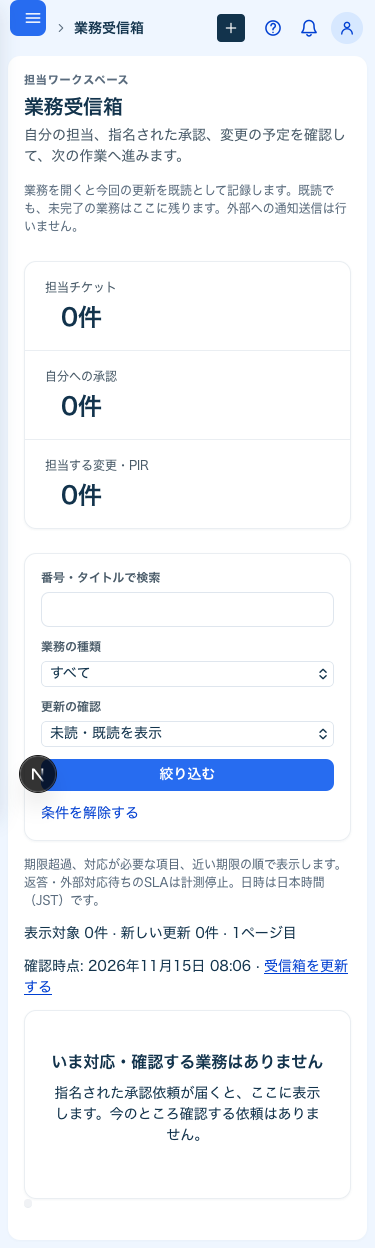 業務受信箱
担当ワークスペース
業務受信箱
自分の担当、指名された承認、変更の予定を確認し
て、次の作業へ進みます。
業務を開くと今回の更新を既読として記録します。既読で
も、未完了の業務はここに残ります。外部への通知送信は行
いません。
担当チケット
0件
自分への承認
0件
担当する変更・PIR
0件
番号・タイトルで検索
業務の種類
すべて
更新の確認
未読・既読を表示
N
絞り込む
条件を解除する
期限超過、対応が必要な項目、近い期限の順で表示します。
返答・外部対応待ちのSLAは計測停止。日時は日本時間
（JST）です。
表示対象 0件 · 新しい更新 0件 · 1ページ目
確認時点: 2026年11月15日 08:06 · 受信箱を更新
する
いま対応・確認する業務はありません
指名された承認依頼が届くと、ここに表示
します。今のところ確認する依頼はありま
せん。